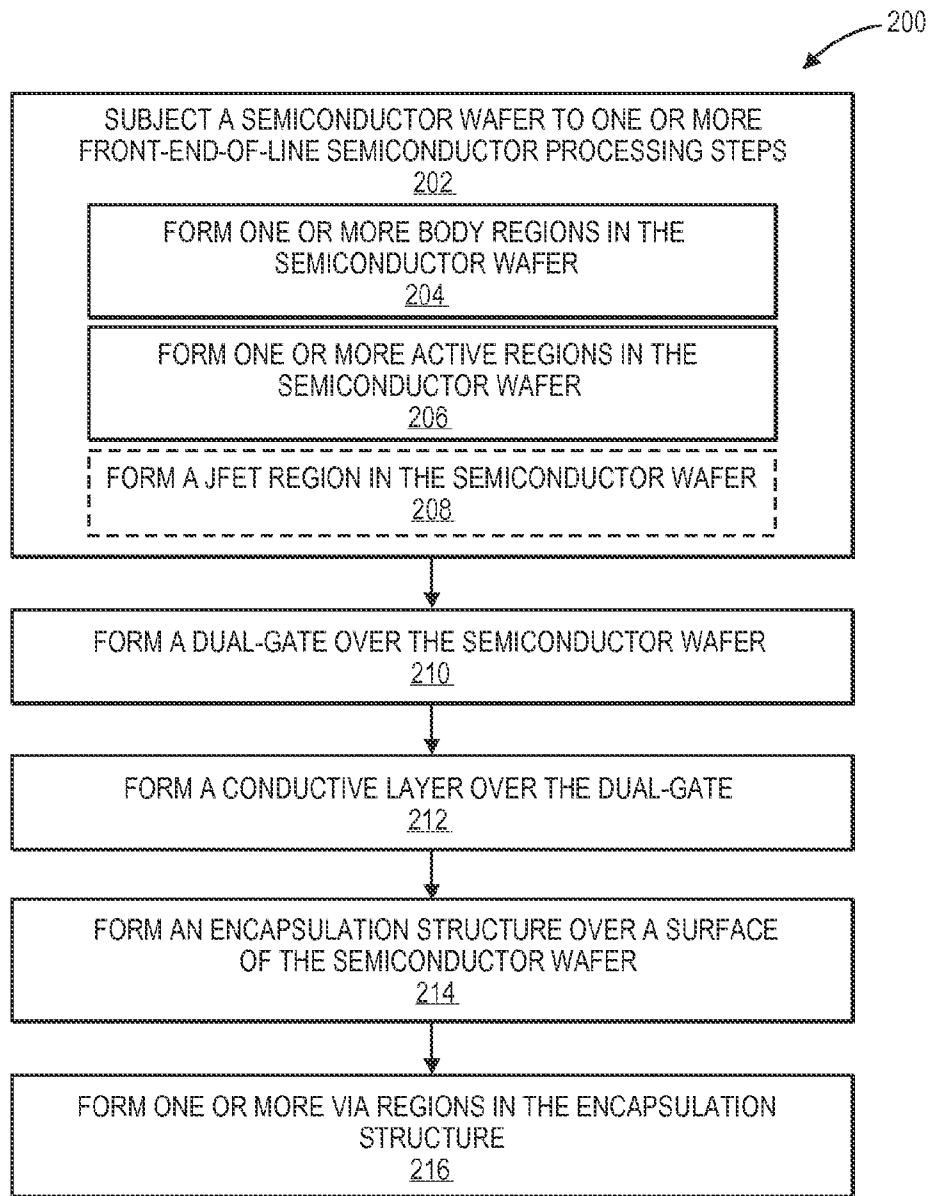 200
SUBJECT A SEMICONDUCTOR WAFER TO ONE OR MORE
FRONT-END-OF-LINE SEMICONDUCTOR PROCESSING STEPS
202
FORM ONE OR MORE BODY REGIONS IN THE
SEMICONDUCTOR WAFER
204
FORM ONE OR MORE ACTIVE REGIONS IN THE
SEMICONDUCTOR WAFER
206
FORM A JFET REGION IN THE SEMICONDUCTOR WAFER
208
FORM A DUAL-GATE OVER THE SEMICONDUCTOR WAFER
210
FORM A CONDUCTIVE LAYER OVER THE DUAL-GATE
212
FORM AN ENCAPSULATION STRUCTURE OVER A SURFACE
OF THE SEMICONDUCTOR WAFER
214
FORM ONE OR MORE VIA REGIONS IN THE ENCAPSULATION
STRUCTURE
216